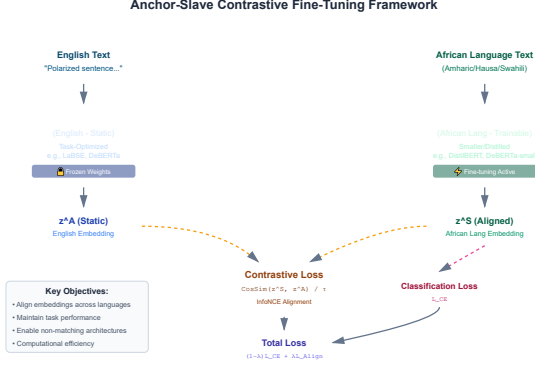 Anchor-Slave Contrastive Fine-Tuning Framework
English Text
"Polarized sentence..."
African Language Text
(Amharic/Hausa/Swahili)
(English - Static)
Task-Optimized
e.g., LaBSE, DeBERTa
Frozen Weights
(African Lang - Trainable)
Smaller/Distilled
e.g., DistilBERT, DeBERTa-small
Fine-tuning Active
z^A (Static)
English Embedding
z^S (Aligned)
African Lang Embedding
Contrastive Loss
CosSim(z^S, z^A) / τ
InfoNCE Alignment
Classification Loss
L_CE
Key Objectives:
• Align embeddings across languages
• Maintain task performance
• Enable non-matching architectures
• Computational efficiency
Total Loss
(1-λ)L_CE + λL_Align